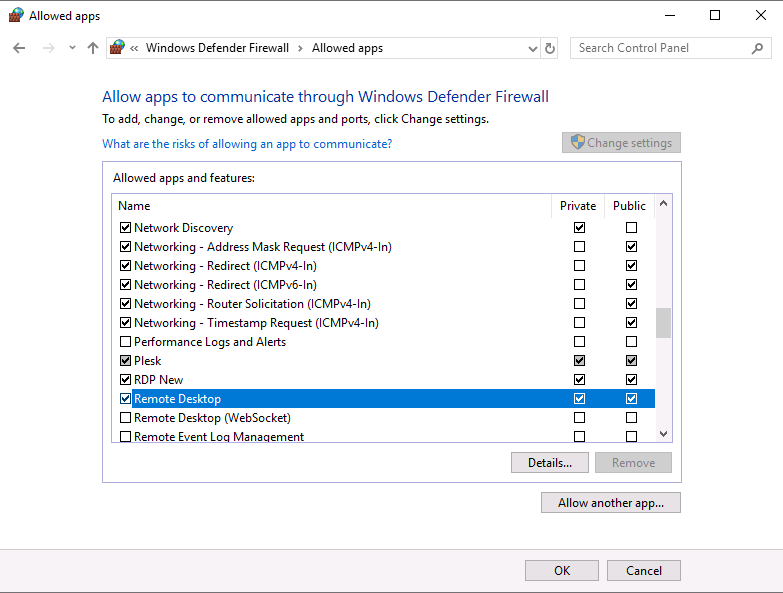 Allowed apps
« Windows Defender Firewall > Allowed apps
Search Control Panel
Allow apps to communicate through Windows Defender Firewall
To add, change, or remove allowed apps and ports, click Change settings.
What are the risks of allowing an app to communicate?
Change settings
Allowed apps and features:
Name Private Public
Network Discovery
Networking - Address Mask Request (ICMPv4-In)
Networking - Redirect (ICMPv4-In)
Networking - Redirect (ICMPv6-In)
Networking - Router Solicitation (ICMPv4-In)
Networking - Timestamp Request (ICMPv4-In)
Performance Logs and Alerts
Plesk
RDP New
Remote Desktop
Remote Desktop (WebSocket)
Remote Event Log Management
Details... Remove
Allow another app...
OK Cancel